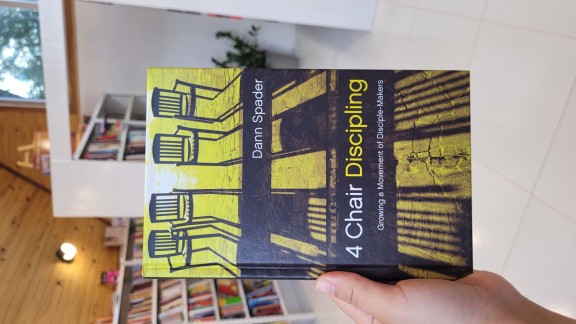 Dann Spader
4 Chair Discipling
Growing a Movement of Disciple-Makers